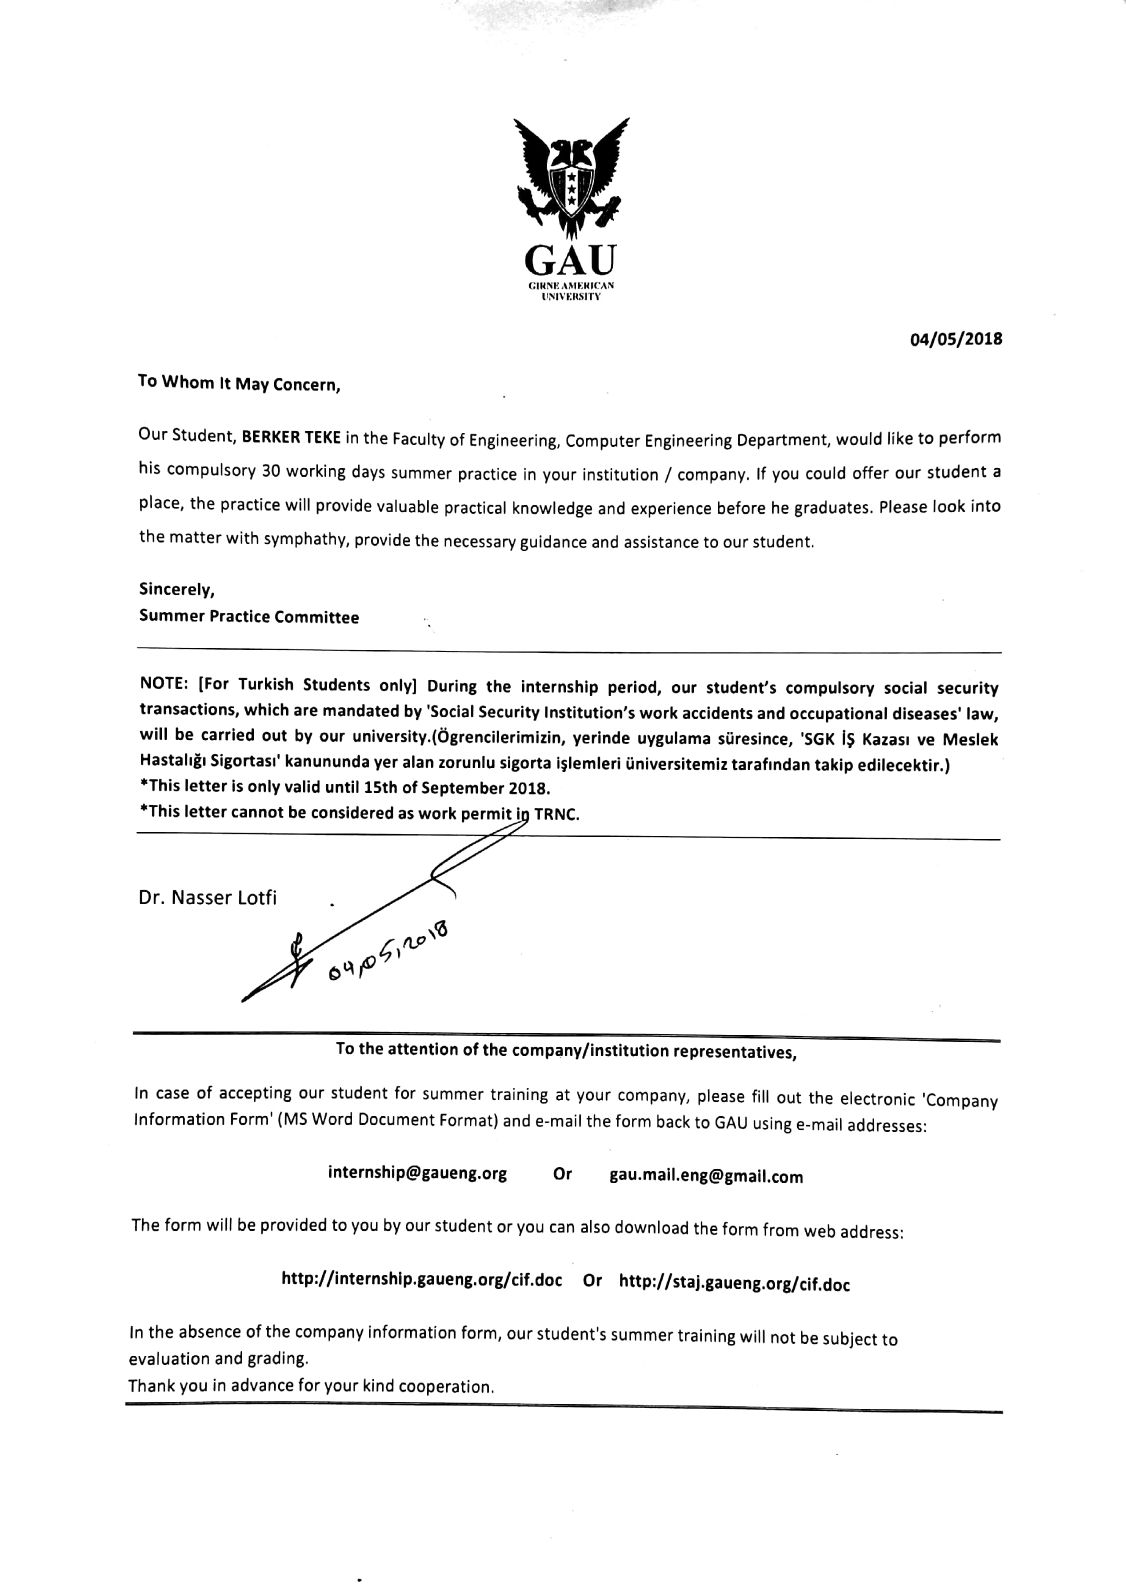 GAU
GIRNE AMERICAN
UNIVERSITY
04/05/2018
To Whom It May Concern,
Our Student, BERKER TEKE in the Faculty of Engineering, Computer Engineering Department, would like to perform
his compulsory 30 working days summer practice in your institution / company. If you could offer our student a
place, the practice will provide valuable practical knowledge and experience before he graduates. Please look into
the matter with symphathy, provide the necessary guidance and assistance to our student.
Sincerely,
Summer Practice Committee
NOTE: [For Turkish Students only] During the internship period, our student's compulsory social security
transactions, which are mandated by 'Social Security Institution's work accidents and occupational diseases' law,
will be carried out by our university.(Ögrencilerimizin, yerinde uygulama süresince, 'SGK İŞ Kazası ve Meslek
Hastalığı Sigortası' kanununda yer alan zorunlu sigorta işlemleri üniversitemiz tarafından takip edilecektir.)
*This letter is only valid until 15th of September 2018.
*This letter cannot be considered as work permit in TRNC.
Dr. Nasser Lotfi
04,05,2018
To the attention of the company/institution representatives,
In case of accepting our student for summer training at your company, please fill out the electronic 'Company
Information Form' (MS Word Document Format) and e-mail the form back to GAU using e-mail addresses:
internship@gaueng.org Or gau.mail.eng@gmail.com
The form will be provided to you by our student or you can also download the form from web address:
http://internship.gaueng.org/cif.doc Or http://staj.gaueng.org/cif.doc
In the absence of the company information form, our student's summer training will not be subject to
evaluation and grading.
Thank you in advance for your kind cooperation.